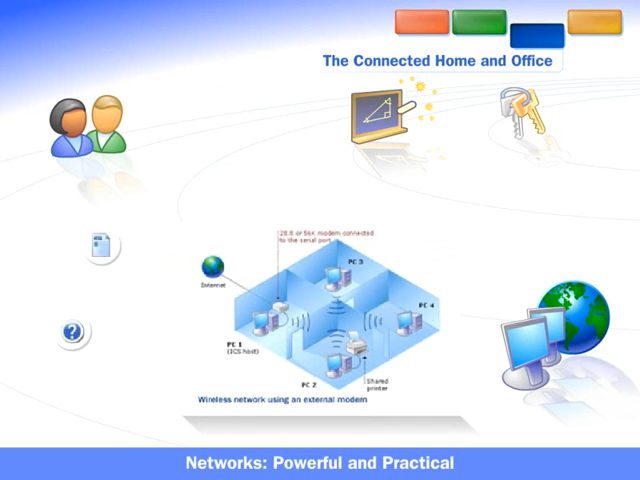 The Connected Home and Office
28.8 or 56K modem connected
to the serial port
PC 3
Internet
PC 4
PC 1
(ICS host)
PC 2
Shared
printer
Wireless network using an external modem
Networks: Powerful and Practical